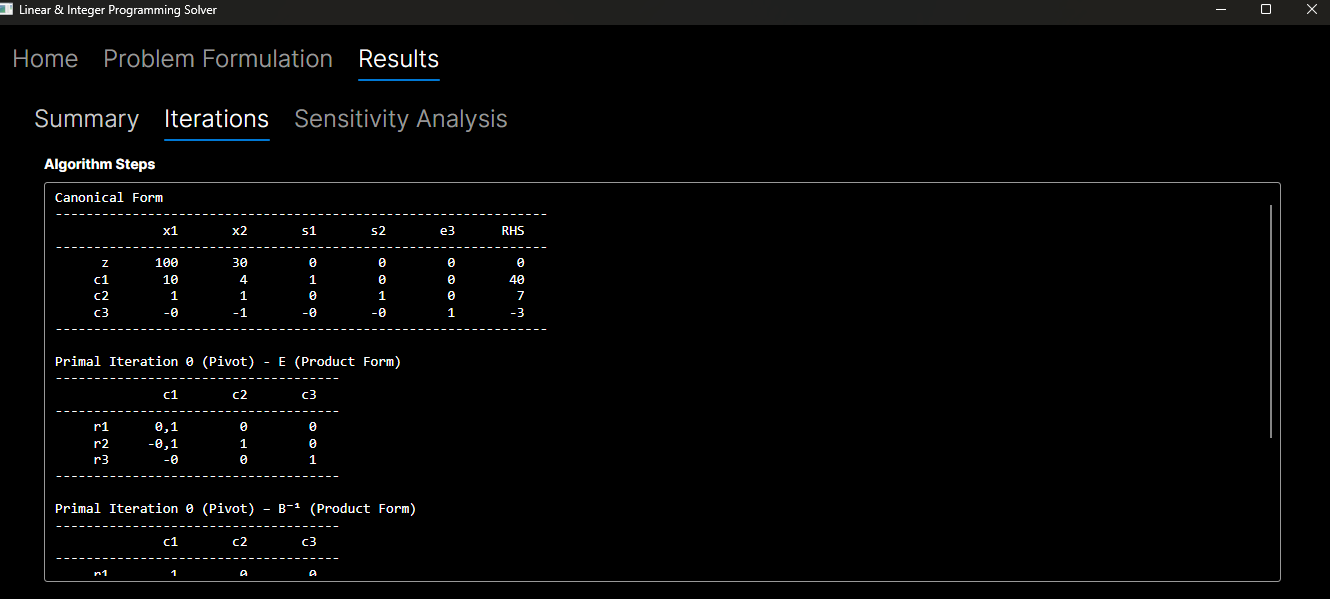 Linear & Integer Programming Solver
Home Problem Formulation Results
Summary Iterations Sensitivity Analysis
Algorithm Steps
Canonical Form
----------------------------------------------------------------
x1 x2 s1 s2 e3 RHS
----------------------------------------------------------------
z 100 30 0 0 0 0
c1 10 4 1 0 0 40
c2 1 1 0 1 0 7
c3 -0 -1 -0 -0 1 -3
----------------------------------------------------------------
Primal Iteration 0 (Pivot) - E (Product Form)
-------------------------------------
c1 c2 c3
-------------------------------------
r1 0,1 0 0
r2 -0,1 1 0
r3 -0 0 1
-------------------------------------
Primal Iteration 0 (Pivot) – B⁻¹ (Product Form)
-------------------------------------
c1 c2 c3
-------------------------------------
r1 1 0 0